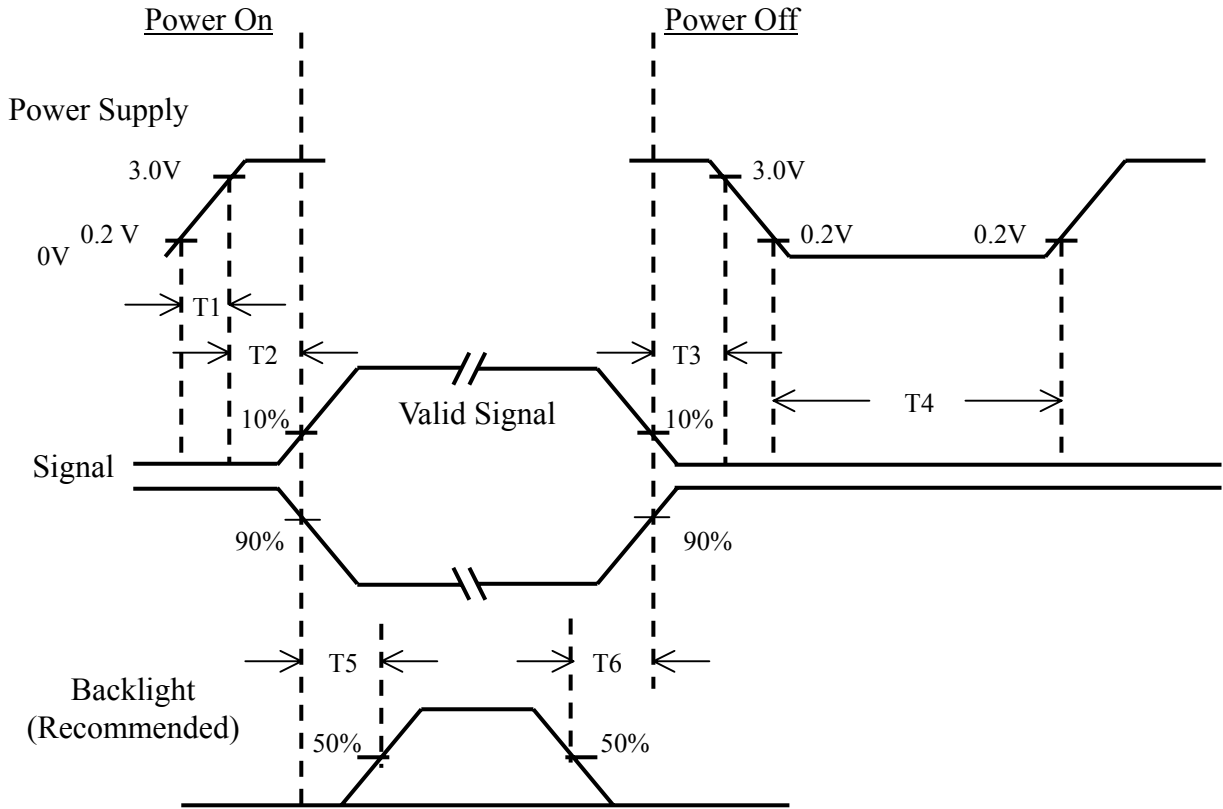 Power On
Power Off
Power Supply
3.0V
3.0V
0.2 V
0V
0.2V
0.2V
T1
T2
T3
T4
10%
Valid Signal
10%
Signal
90%
90%
T5
T6
Backlight
(Recommended)
50%
50%